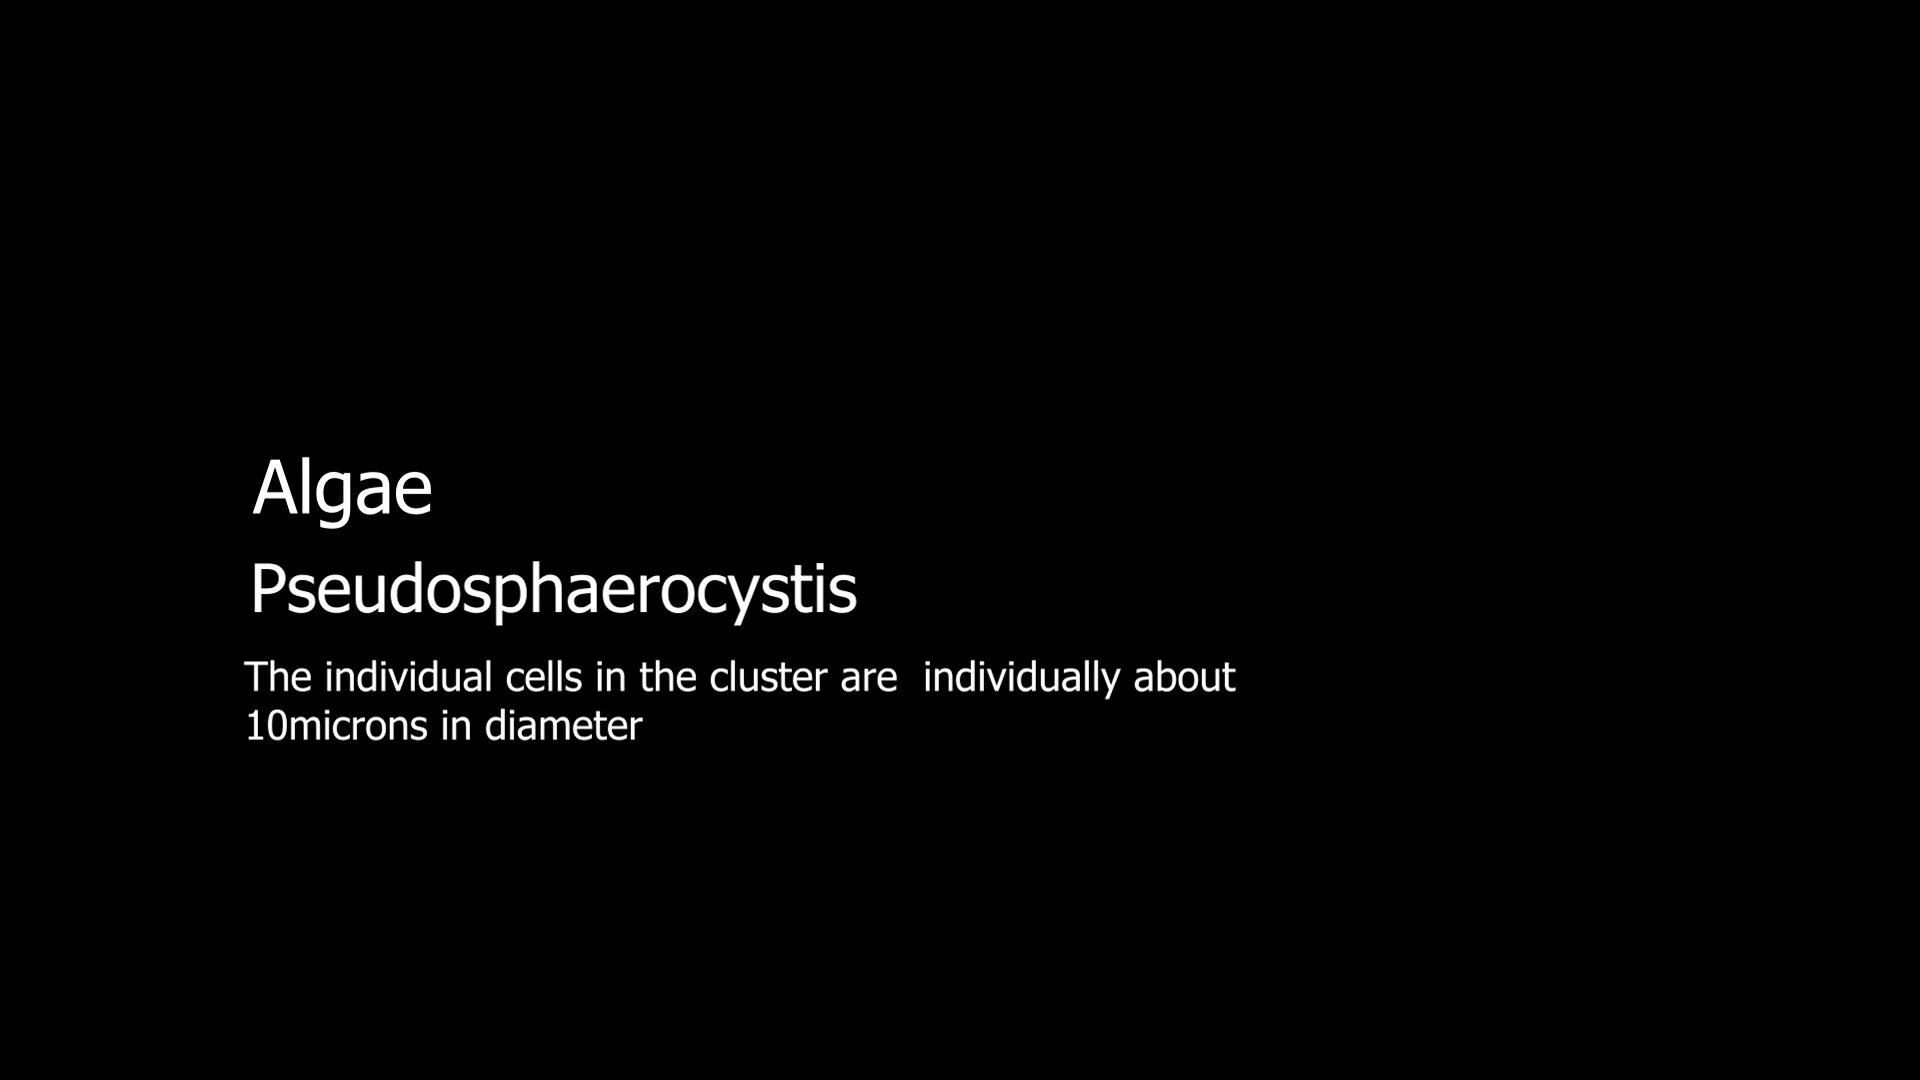 Algae
Pseudosphaerocystis
The individual cells in the cluster are  individually about
10microns in diameter